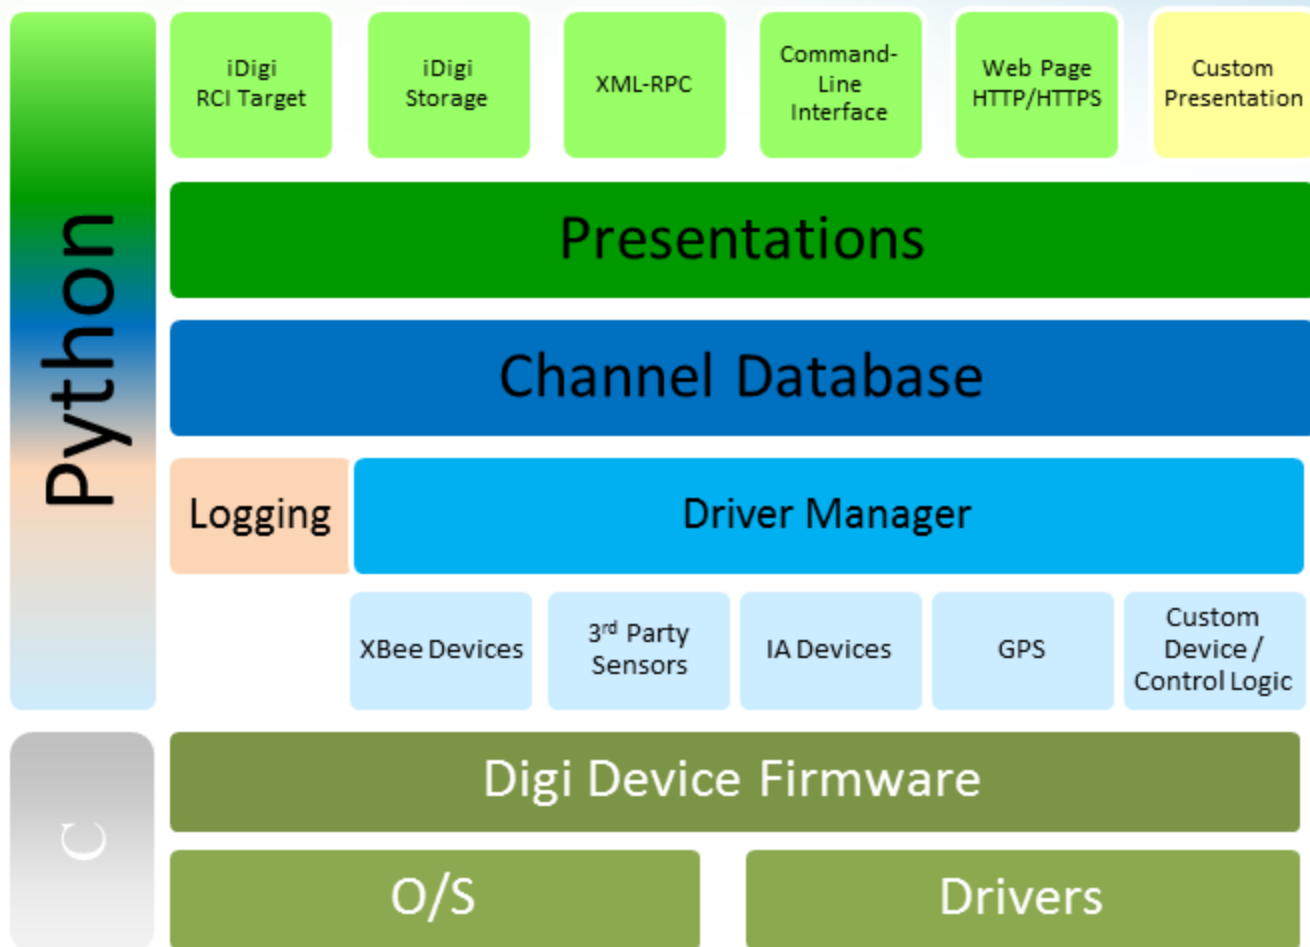 Python
iDigi
RCI Target
iDigi
Storage
XML-RPC
Command-
Line
Interface
Web Page
HTTP/HTTPS
Custom
Presentation
Presentations
Channel Database
Logging
Driver Manager
XBee Devices
3rd Party
Sensors
IA Devices
GPS
Custom
Device /
Control Logic
C
Digi Device Firmware
O/S
Drivers